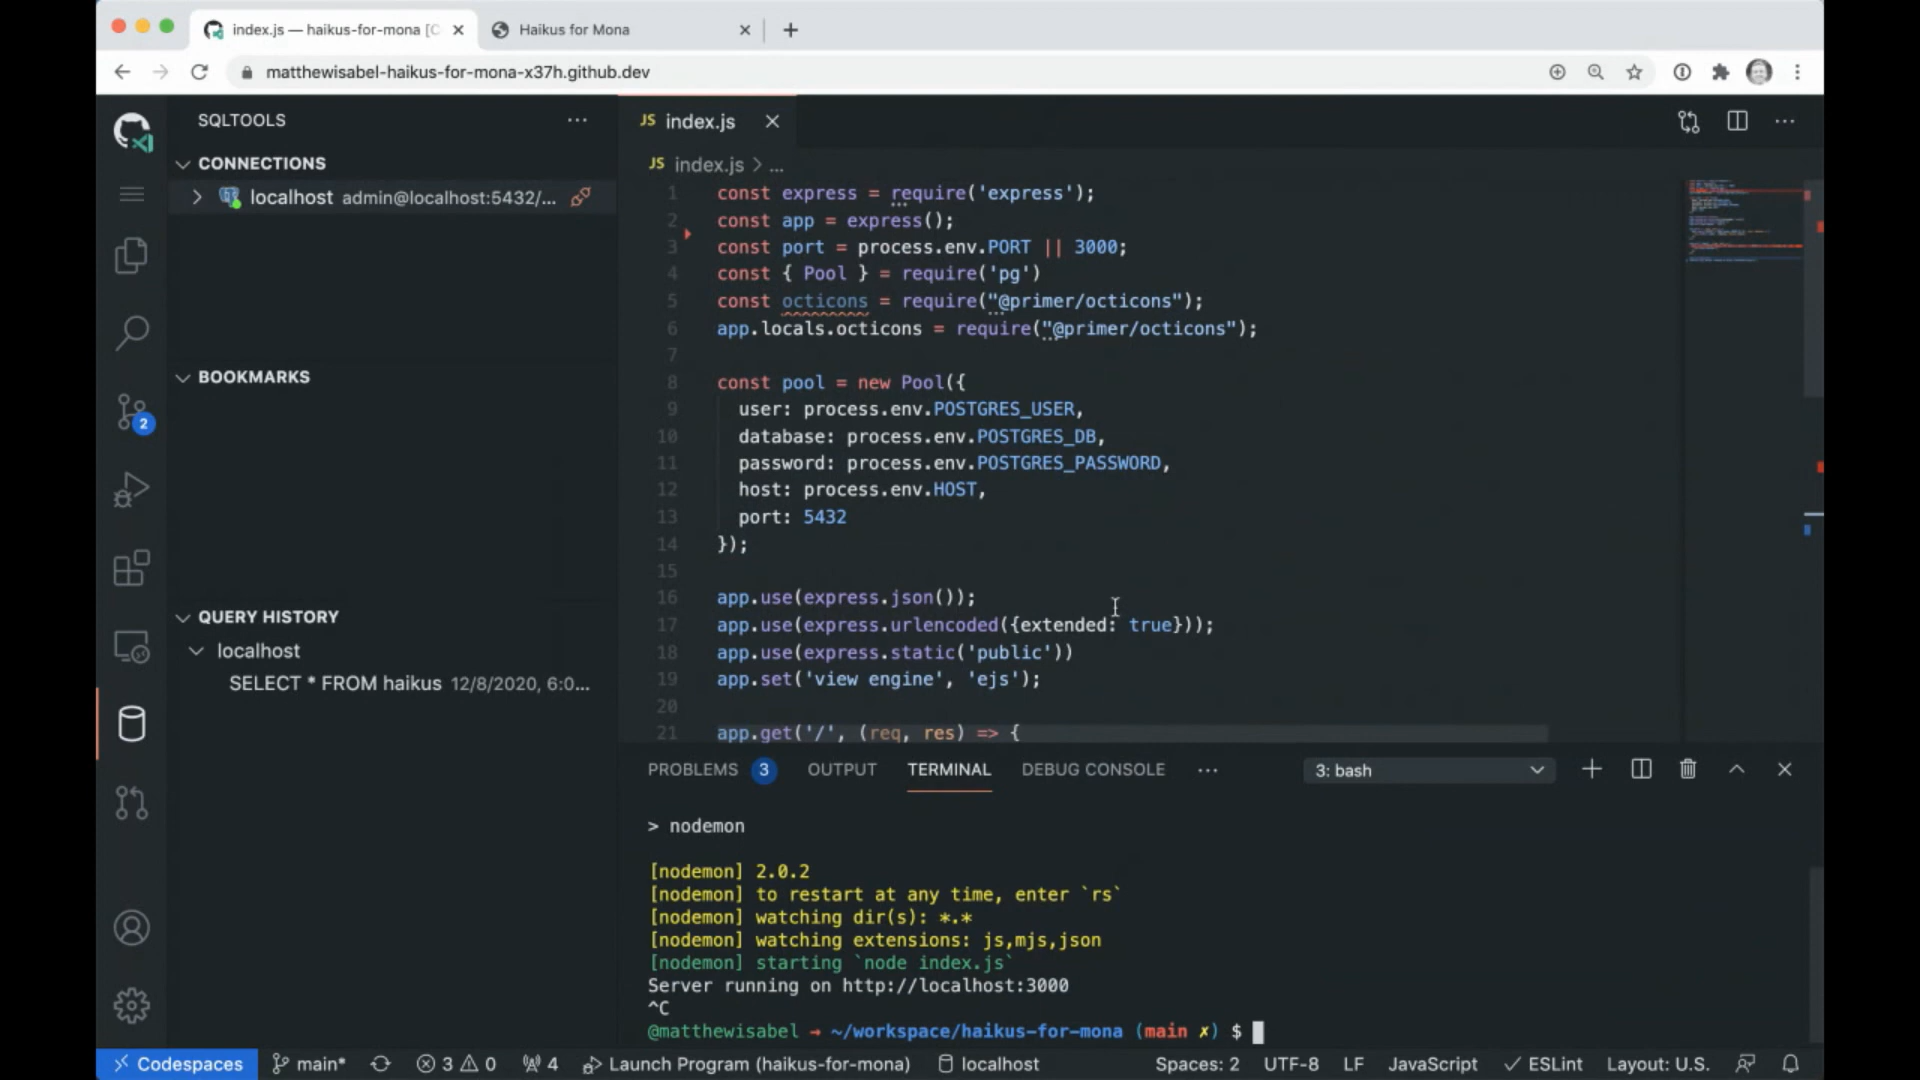 index.js — haikus-for-mona [C
Haikus for Mona
matthewisabel-haikus-for-mona-x37h.github.dev
SQLTOOLS
CONNECTIONS
localhost admin@localhost:5432/...
BOOKMARKS
QUERY HISTORY
localhost
SELECT * FROM haikus 12/8/2020, 6:0...
2
JS index.js
JS index.js > ...
1 const express = require('express');
2 const app = express();
3 const port = process.env.PORT || 3000;
4 const { Pool } = require('pg')
5 const octicons = require("@primer/octicons");
6 app.locals.octicons = require("@primer/octicons");
7
8 const pool = new Pool({
9 user: process.env.POSTGRES_USER,
10 database: process.env.POSTGRES_DB,
11 password: process.env.POSTGRES_PASSWORD,
12 host: process.env.HOST,
13 port: 5432
14 });
15
16 app.use(express.json());
17 app.use(express.urlencoded({extended: true}));
18 app.use(express.static('public'))
19 app.set('view engine', 'ejs');
20
21 app.get('/', (req, res) => {
PROBLEMS 3 OUTPUT TERMINAL DEBUG CONSOLE ... 3: bash
> nodemon
[nodemon] 2.0.2
[nodemon] to restart at any time, enter `rs`
[nodemon] watching dir(s): *.*
[nodemon] watching extensions: js,mjs,json
[nodemon] starting `node index.js`
Server running on http://localhost:3000
^C
@matthewisabel → ~/workspace/haikus-for-mona (main ✗) $
Codespaces main* 3 0 4 Launch Program (haikus-for-mona) localhost Spaces: 2 UTF-8 LF JavaScript ✓ ESLint Layout: U.S.